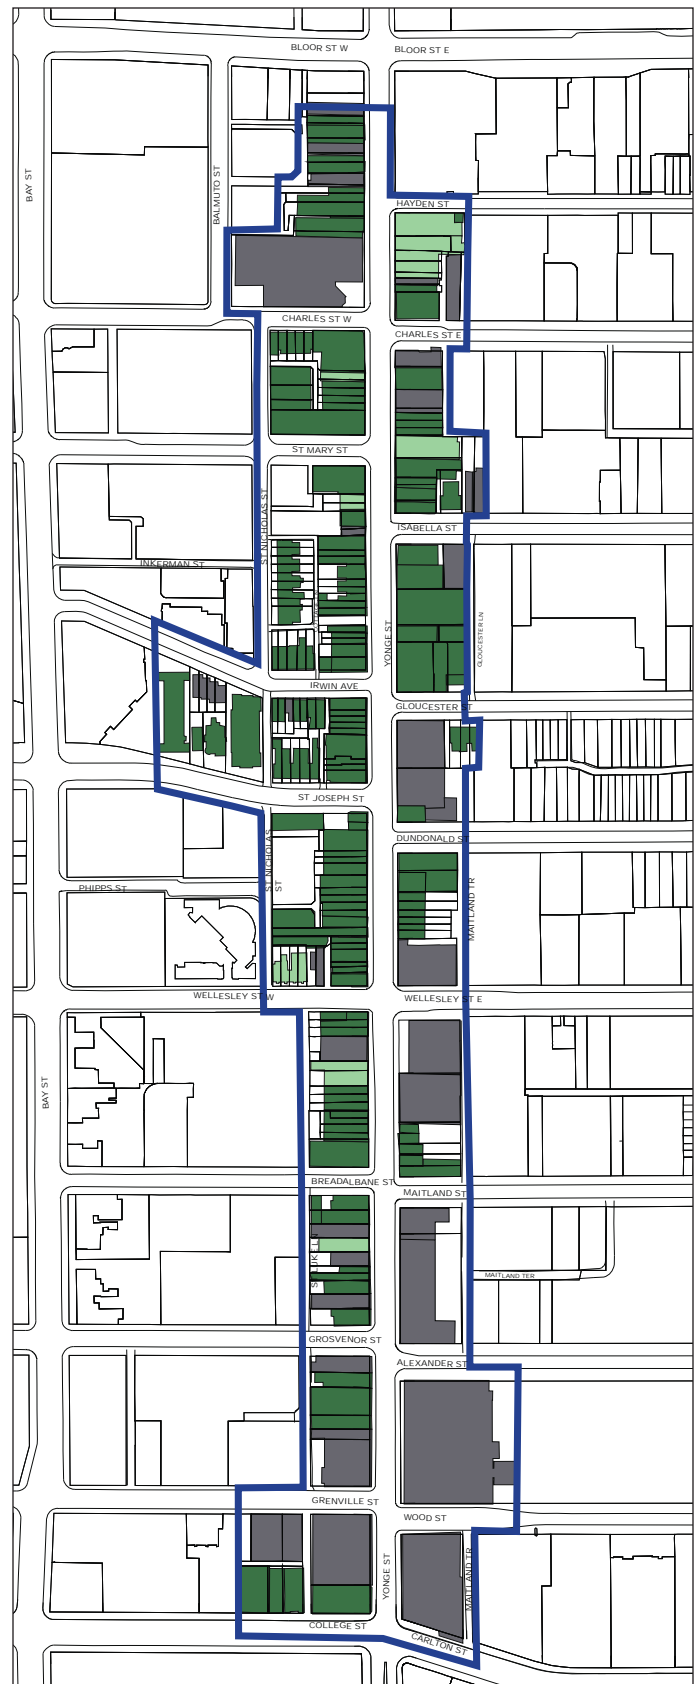 BLOOR ST W
BLOOR ST E
BAY ST
BALMUTO ST
HAYDEN ST
CHARLES ST W
CHARLES ST E
ST MARY ST
ST NICHOLAS ST
ISABELLA ST
INKERMAN ST
YONGE ST
GLOUCESTER LN
IRWIN AVE
GLOUCESTER ST
ST JOSEPH ST
DUNDONALD ST
ST NICHOLAS
ST
PHIPPS ST
MAITLAND TR
WELLESLEY ST W
WELLESLEY ST E
BAY ST
BREADALBANE ST
MAITLAND ST
ST LUKE LN
MAITLAND TER
GROSVENOR ST
ALEXANDER ST
GRENVILLE ST
WOOD ST
YONGE ST
MAITLAND TR
COLLEGE ST
CARLTON ST